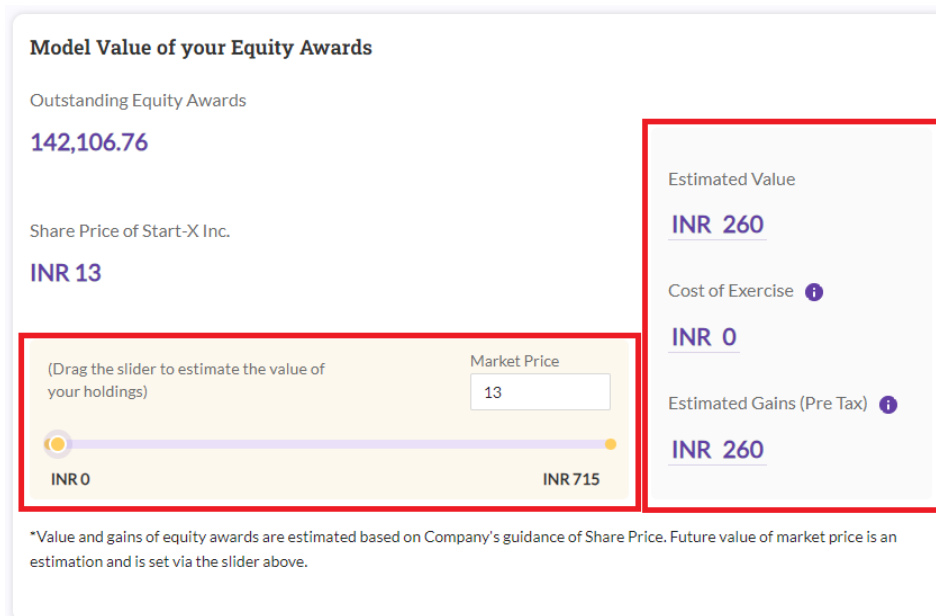 Model Value of your Equity Awards
Outstanding Equity Awards
142,106.76
Share Price of Start-X Inc.
INR 13
(Drag the slider to estimate the value of
your holdings)
Market Price
13
INR 0
INR 715
Estimated Value
INR 260
Cost of Exercise
INR 0
Estimated Gains (Pre Tax)
INR 260
*Value and gains of equity awards are estimated based on Company's guidance of Share Price. Future value of market price is an
estimation and is set via the slider above.